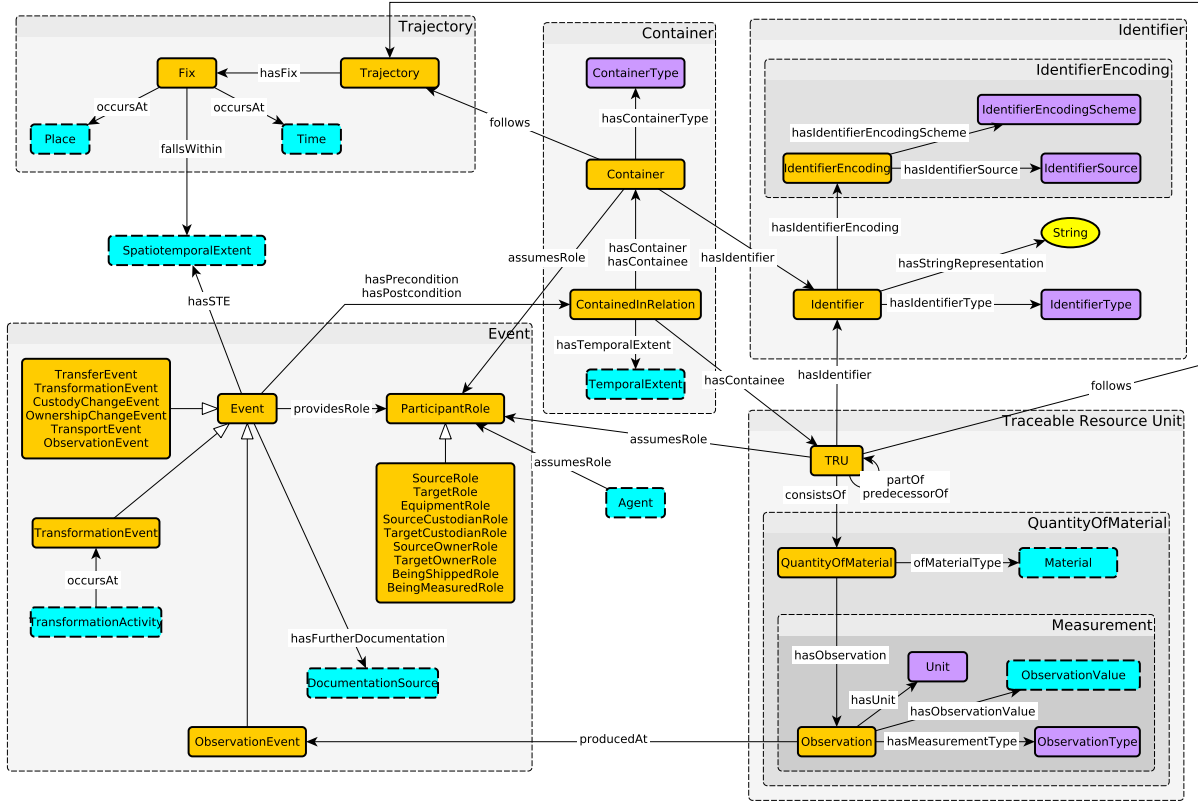 Trajectory
Fix
hasFix
Trajectory
occursAt
occursAt
Place
Time
fallsWithin
follows
SpatiotemporalExtent
hasSTE
Container
ContainerType
hasContainerType
Container
assumesRole
hasContainer
hasContainee
hasIdentifier
ContainedInRelation
hasPrecondition
hasPostcondition
hasTemporalExtent
TemporalExtent
hasContainee
Identifier
IdentifierEncoding
IdentifierEncodingScheme
hasIdentifierEncodingScheme
IdentifierEncoding
hasIdentifierSource
IdentifierSource
hasIdentifierEncoding
String
hasStringRepresentation
Identifier
hasIdentifierType
IdentifierType
hasIdentifier
follows
Event
TransferEvent
TransformationEvent
CustodyChangeEvent
OwnershipChangeEvent
TransportEvent
ObservationEvent
Event
providesRole
ParticipantRole
assumesRole
assumesRole
Agent
SourceRole
TargetRole
EquipmentRole
SourceCustodianRole
TargetCustodianRole
SourceOwnerRole
TargetOwnerRole
BeingShippedRole
BeingMeasuredRole
TransformationEvent
occursAt
TransformationActivity
hasFurtherDocumentation
DocumentationSource
ObservationEvent
producedAt
Traceable Resource Unit
TRU
partOf
predecessorOf
consistsOf
QuantityOfMaterial
QuantityOfMaterial
ofMaterialType
Material
Measurement
hasObservation
Unit
ObservationValue
hasUnit
hasObservationValue
Observation
hasMeasurementType
ObservationType